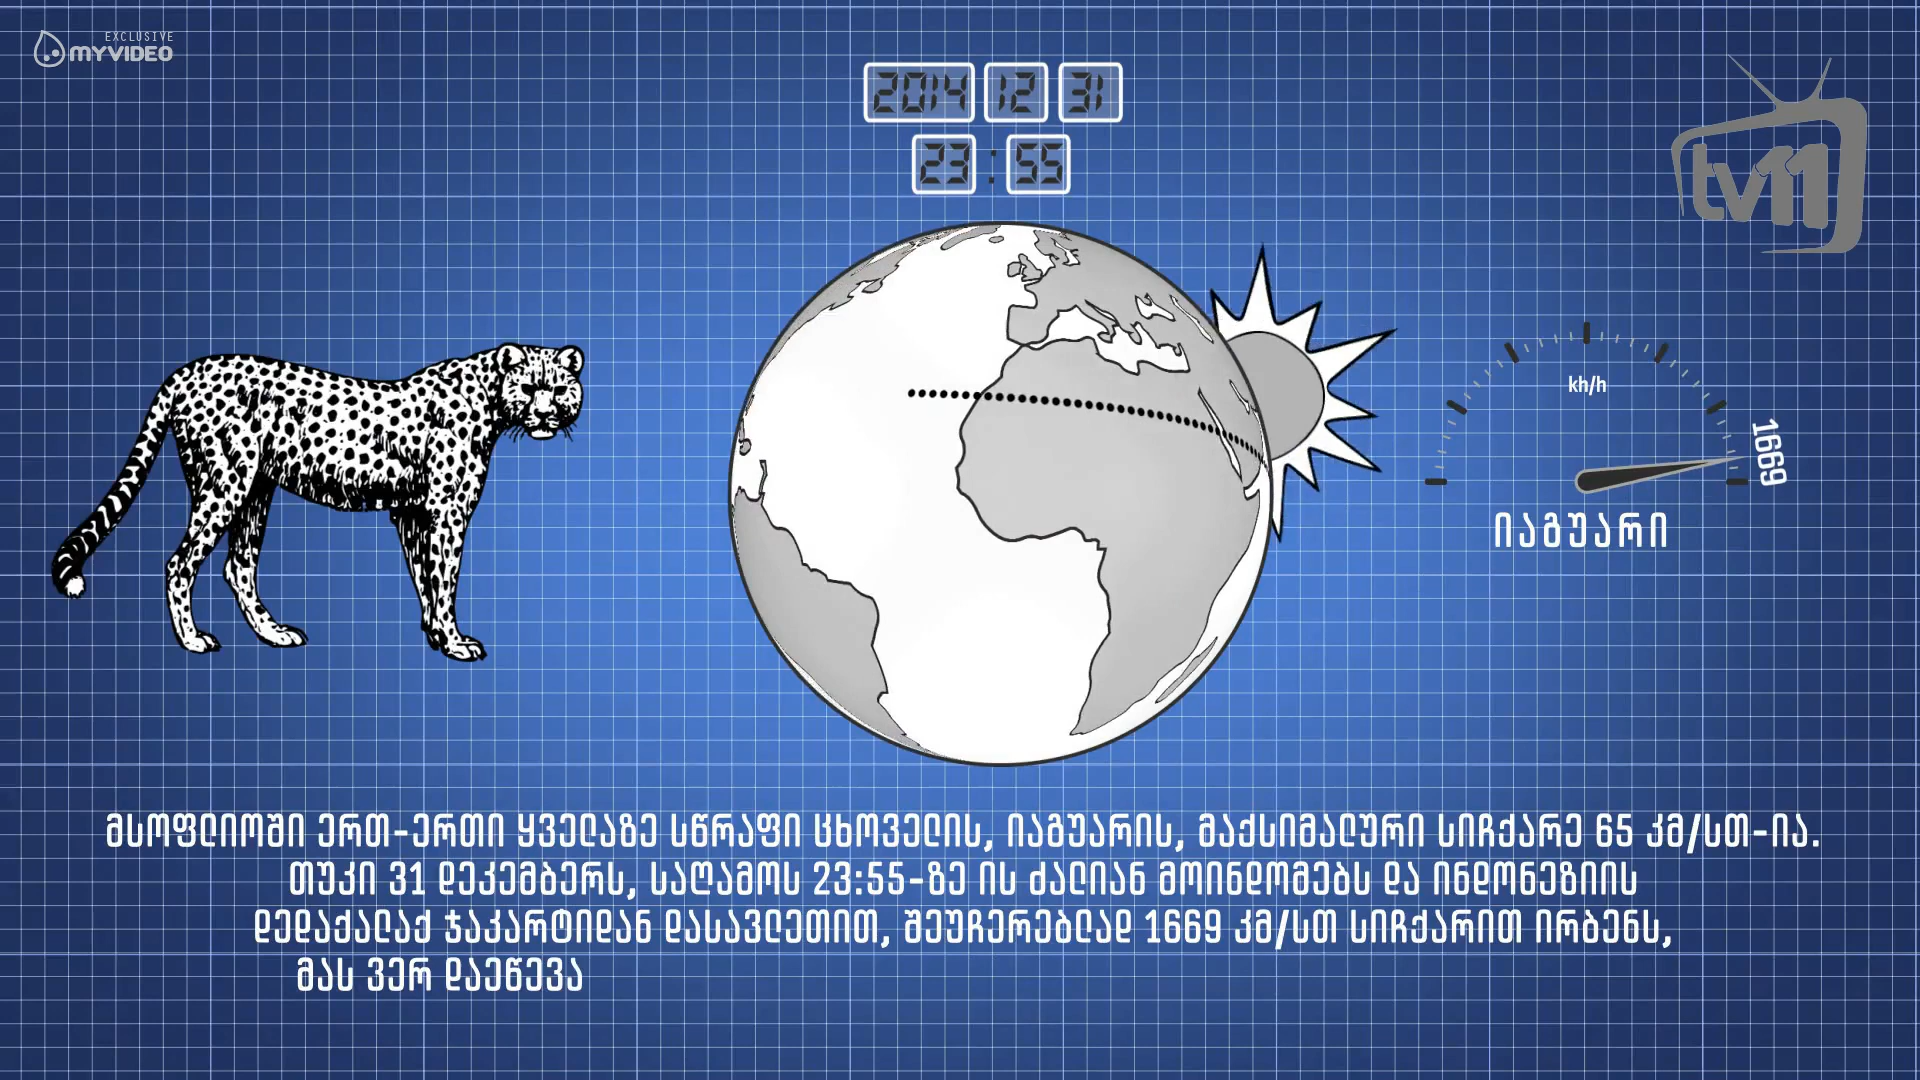 EXCLUSIVE
MYVIDEO
2014 12 31
23:55
tv11
kh/h
1669
იაგუარი
მსოფლიოში ერთ-ერთი ყველაზე სწრაფი ცხოველის, იაგუარის, მაქსიმალური სიჩქარე 65 კმ/სთ-ია.
თუკი 31 დეკემბერს, საღამოს 23:55-ზე ის ძალიან მოინდომებს და ინდონეზიის
დედაქალაქ ჯაკარტიდან დასავლეთით, შეუჩერებლად 1669 კმ/სთ სიჩქარით ირბენს,
მას ვერ დაეწევა